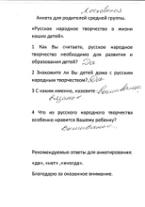 Анкета для родителей средней группы.
«Русское народное творчество в жизни
наших детей».
1 Как Вы считаете, русское народное
творчество необходимо для развития и
образования детей? Да
2 Знакомите ли Вы детей дома с русским
народным творчеством? Да
3 С каким именно, назовите
4 Что из русского народного творчества
особенно нравится Вашему ребенку?
Рекомендуемые ответы для анкетирования:
«да», «нет», «иногда».
Благодарю за оказанное внимание.